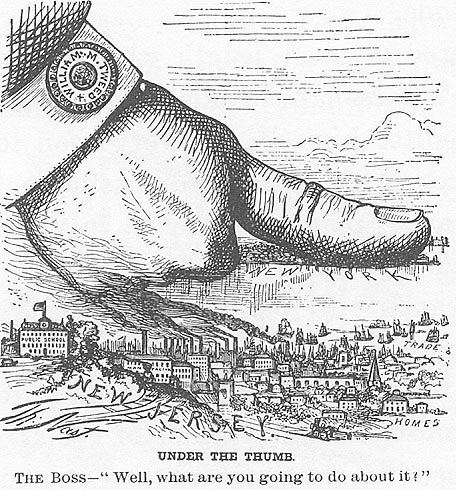 WILLIAM M. TWEED
NEW YORK
TRADE
HOMES
NEW JERSEY.
Th: Nast
UNDER THE THUMB.
THE BOSS—“Well, what are you going to do about it?”